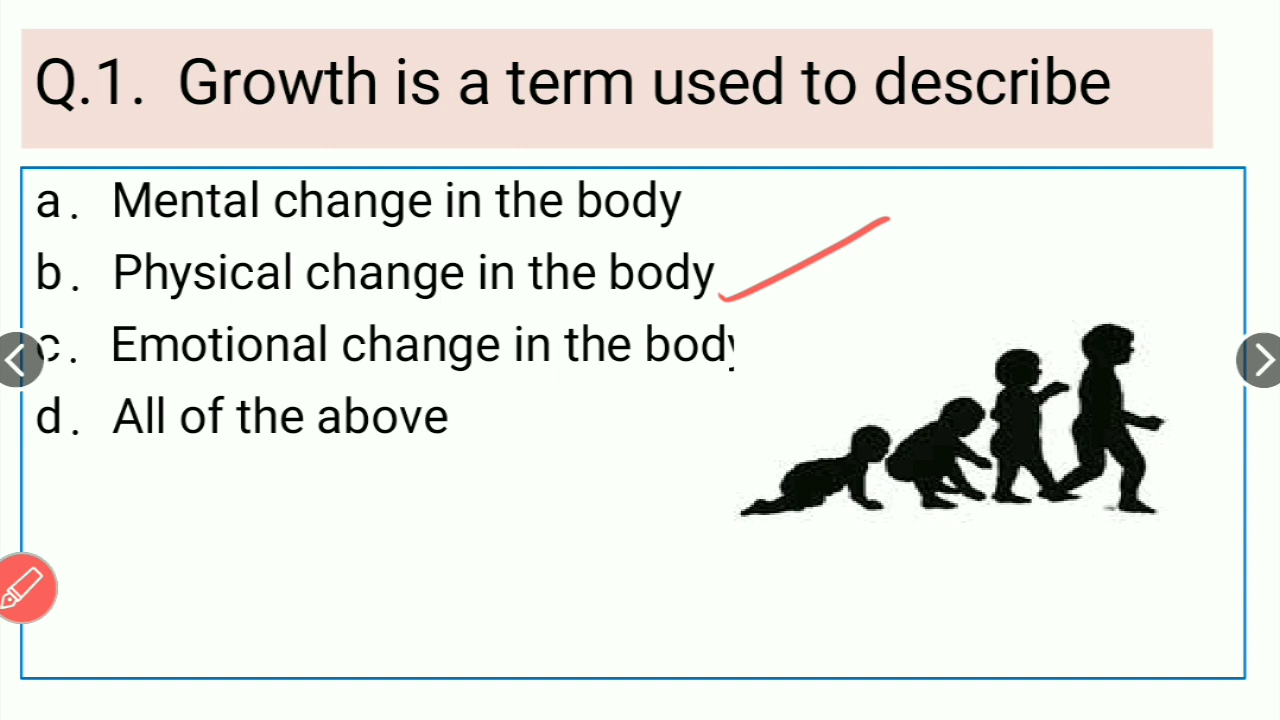 Q.1. Growth is a term used to describe
a. Mental change in the body
b. Physical change in the body
c. Emotional change in the body
d. All of the above